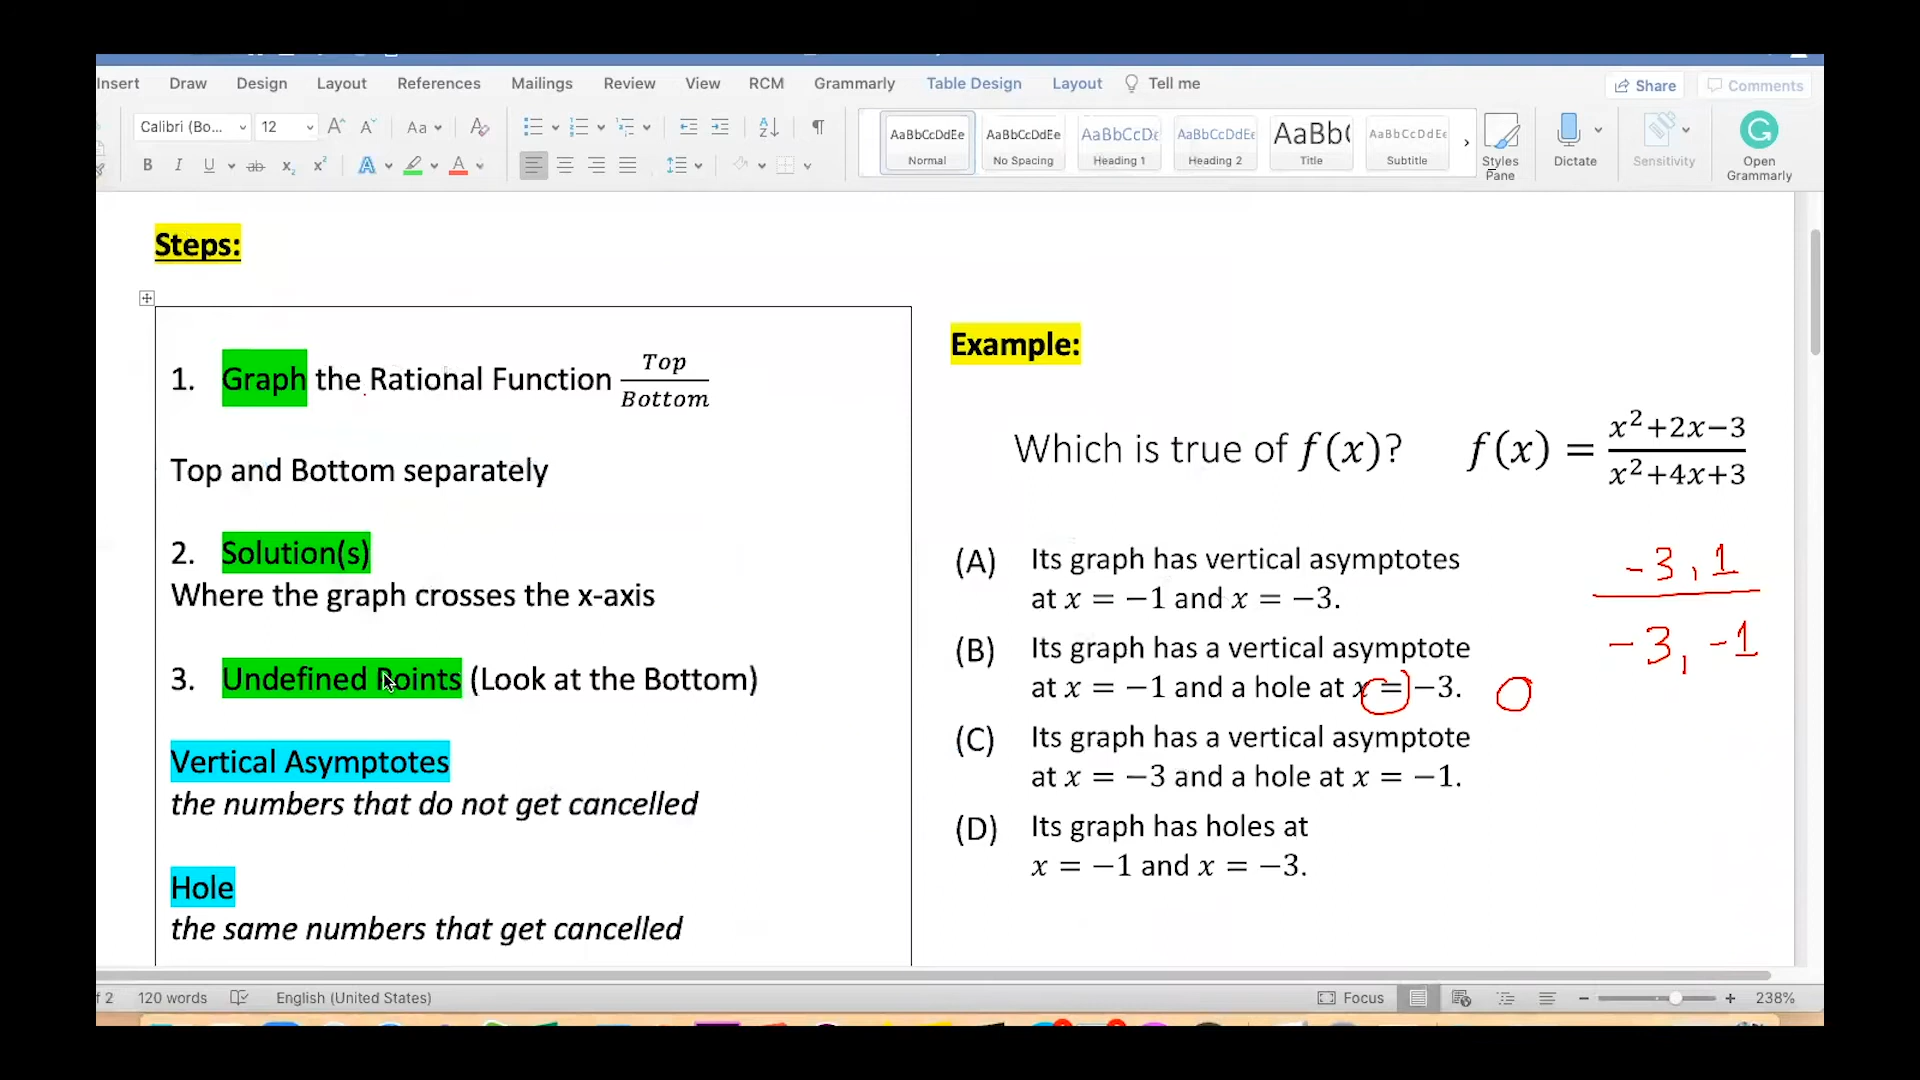 Insert Draw Design Layout References Mailings Review View RCM Grammarly Table Design Layout Tell me Share Comments
Calibri (Bo... 12 Aa
AaBbCcDdEe AaBbCcDdEe AaBbCcDc AaBbCcDdEe AaBb( AaBbCcDdEe
Normal No Spacing Heading 1 Heading 2 Title Subtitle
Styles Pane Dictate Sensitivity Open Grammarly
Steps:
1. Graph the Rational Function Top/Bottom
Top and Bottom separately
2. Solution(s)
Where the graph crosses the x-axis
3. Undefined Points (Look at the Bottom)
Vertical Asymptotes
the numbers that do not get cancelled
Hole
the same numbers that get cancelled
Example:
Which is true of f(x)? f(x) = x²+2x−3 / x²+4x+3
(A) Its graph has vertical asymptotes
at x = −1 and x = −3.
(B) Its graph has a vertical asymptote
at x = −1 and a hole at x = −3.
(C) Its graph has a vertical asymptote
at x = −3 and a hole at x = −1.
(D) Its graph has holes at
x = −1 and x = −3.
-3, 1
-3, -1
f 2 120 words English (United States) Focus 238%